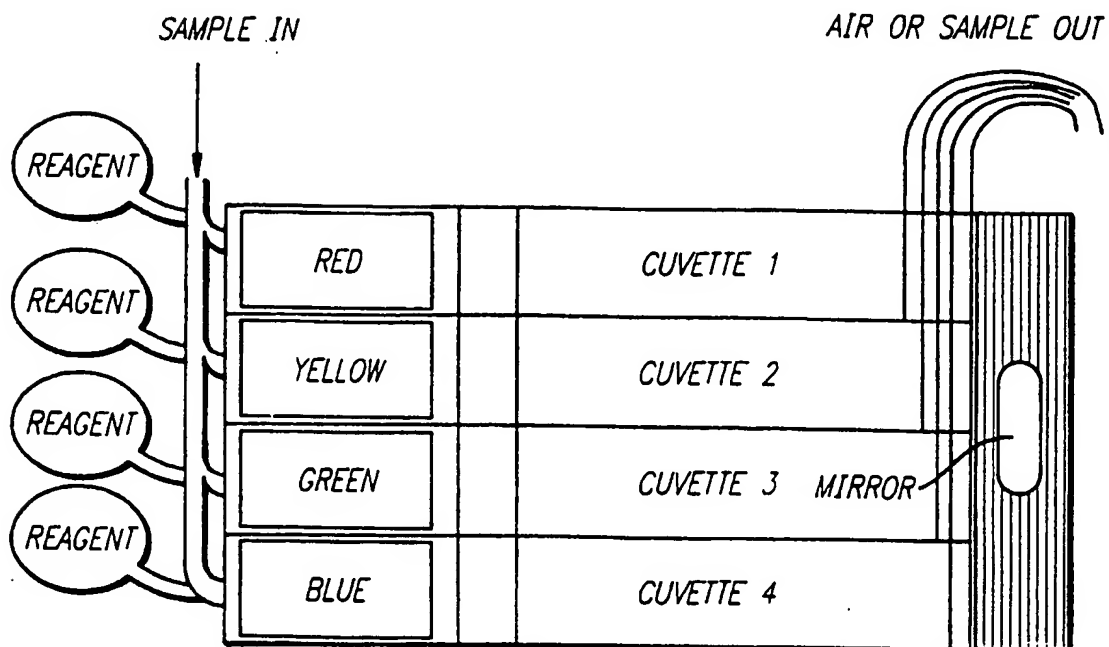 SAMPLE IN
AIR OR SAMPLE OUT
REAGENT
RED
CUVETTE 1
REAGENT
YELLOW
CUVETTE 2
REAGENT
GREEN
CUVETTE 3
MIRROR
REAGENT
BLUE
CUVETTE 4